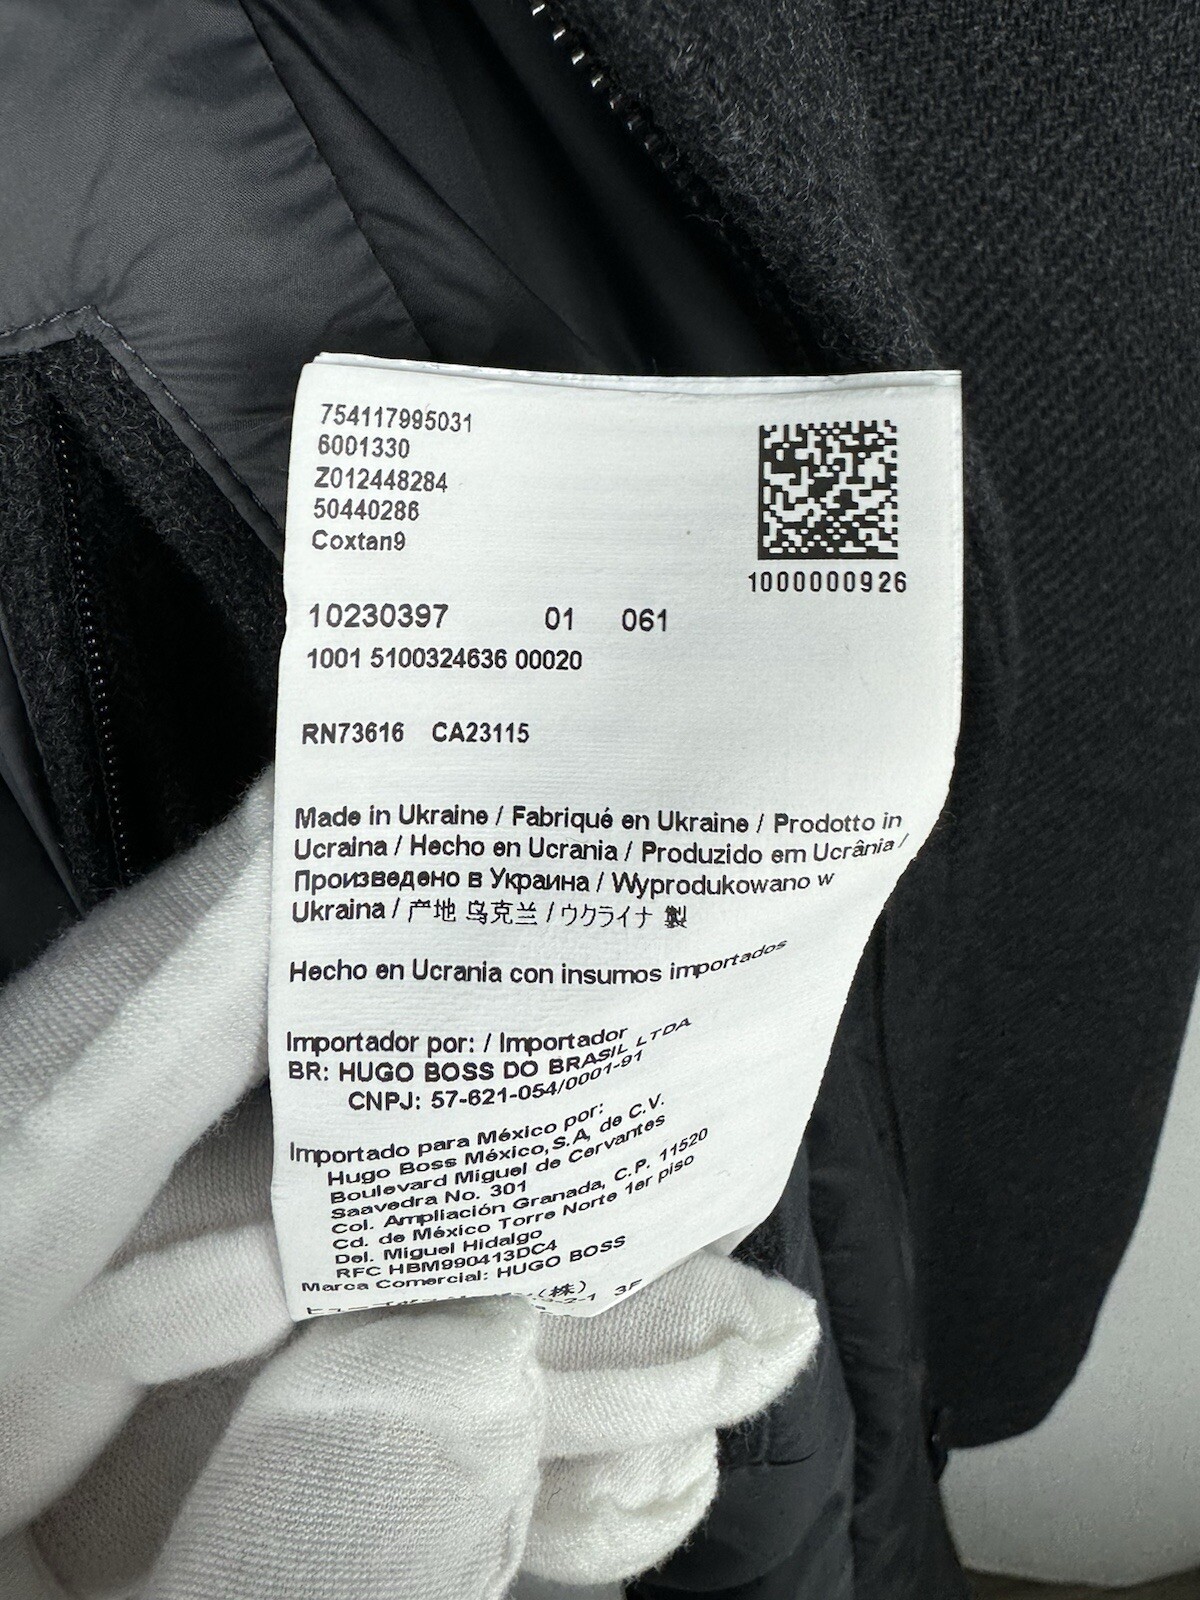 754117995031
6001330
Z012448284
50440286
Coxtan9
1000000926
10230397 01 061
1001 5100324636 00020
RN73616 CA23115
Made in Ukraine / Fabriqué en Ukraine / Prodotto in
Ucraina / Hecho en Ucrania / Produzido em Ucrânia /
Произведено в Украина / Wyprodukowano w
Ukraina / 产地 乌克兰 / ウクライナ 製
Hecho en Ucrania con insumos importados
Importador por: / Importador
BR: HUGO BOSS DO BRASIL LTDA
CNPJ: 57-621-054/0001-91
Importado para México por:
Hugo Boss México,S.A, de C.V.
Boulevard Miguel de Cervantes
Saavedra No. 301
Col. Ampliación Granada, C.P. 11520
Cd. de México Torre Norte 1er piso
Del. Miguel Hidalgo
RFC HBM990413DC4
Marca Comercial: HUGO BOSS
(株)
-2-1 3F